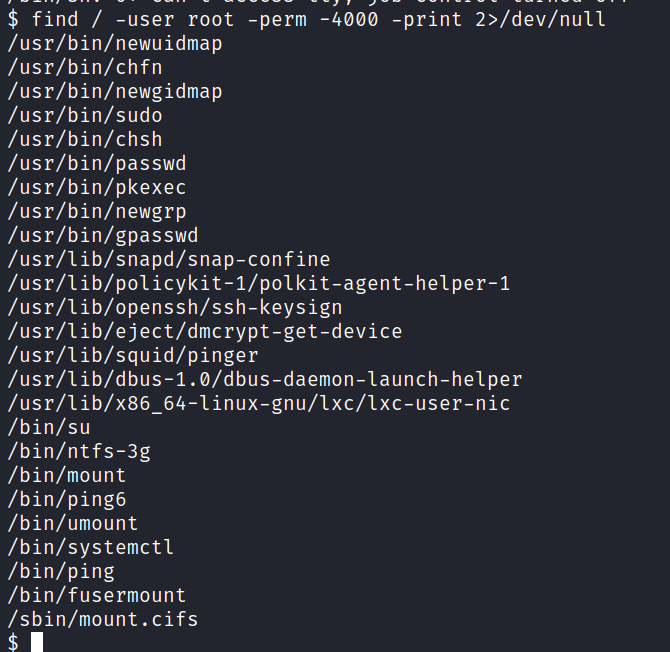 $ find / -user root -perm -4000 -print 2>/dev/null
/usr/bin/newuidmap
/usr/bin/chfn
/usr/bin/newgidmap
/usr/bin/sudo
/usr/bin/chsh
/usr/bin/passwd
/usr/bin/pkexec
/usr/bin/newgrp
/usr/bin/gpasswd
/usr/lib/snapd/snap-confine
/usr/lib/policykit-1/polkit-agent-helper-1
/usr/lib/openssh/ssh-keysign
/usr/lib/eject/dmcrypt-get-device
/usr/lib/squid/pinger
/usr/lib/dbus-1.0/dbus-daemon-launch-helper
/usr/lib/x86_64-linux-gnu/lxc/lxc-user-nic
/bin/su
/bin/ntfs-3g
/bin/mount
/bin/ping6
/bin/umount
/bin/systemctl
/bin/ping
/bin/fusermount
/sbin/mount.cifs
$